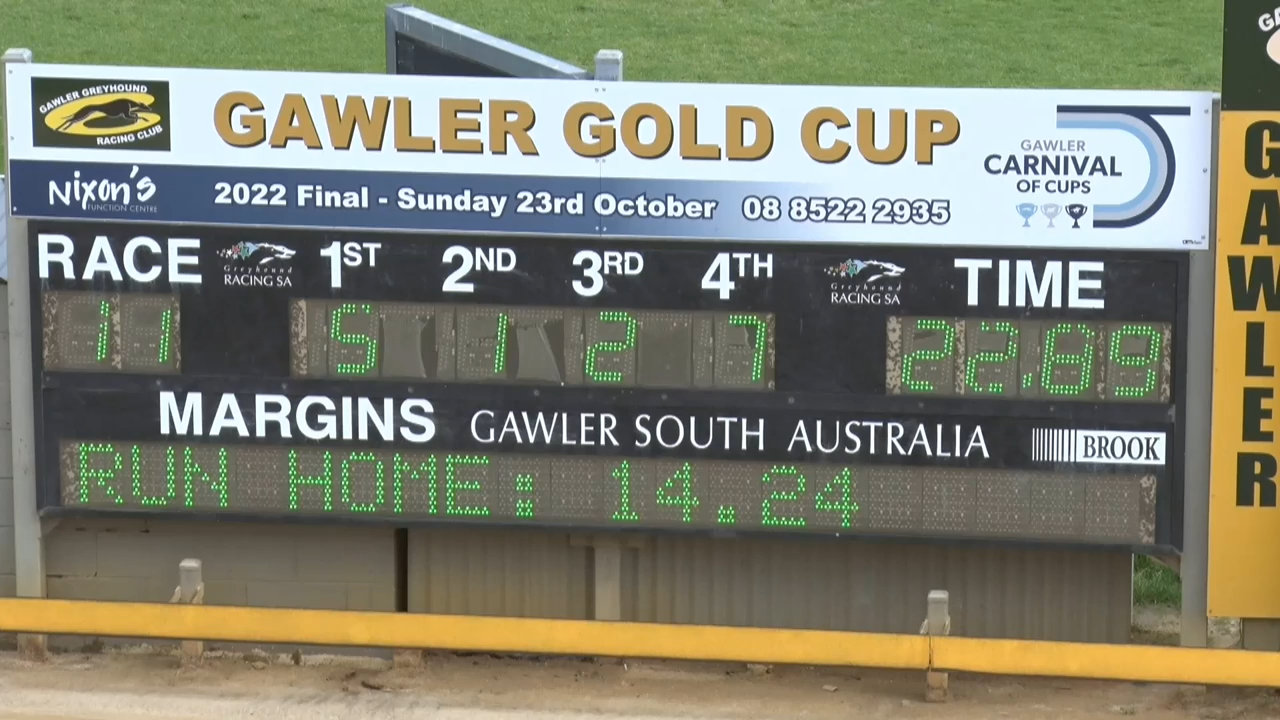 GAWLER GREYHOUND
RACING CLUB
GAWLER GOLD CUP
GAWLER
CARNIVAL
OF CUPS
Nixon's
FUNCTION CENTRE
2022 Final - Sunday 23rd October 08 8522 2935
RACE
Greyhound
RACING SA
1ST 2ND 3RD 4TH
Greyhound
RACING SA
TIME
11 5 1 2 7 22.89
MARGINS GAWLER SOUTH AUSTRALIA BROOK
RUN HOME: 14.24
GAWLER